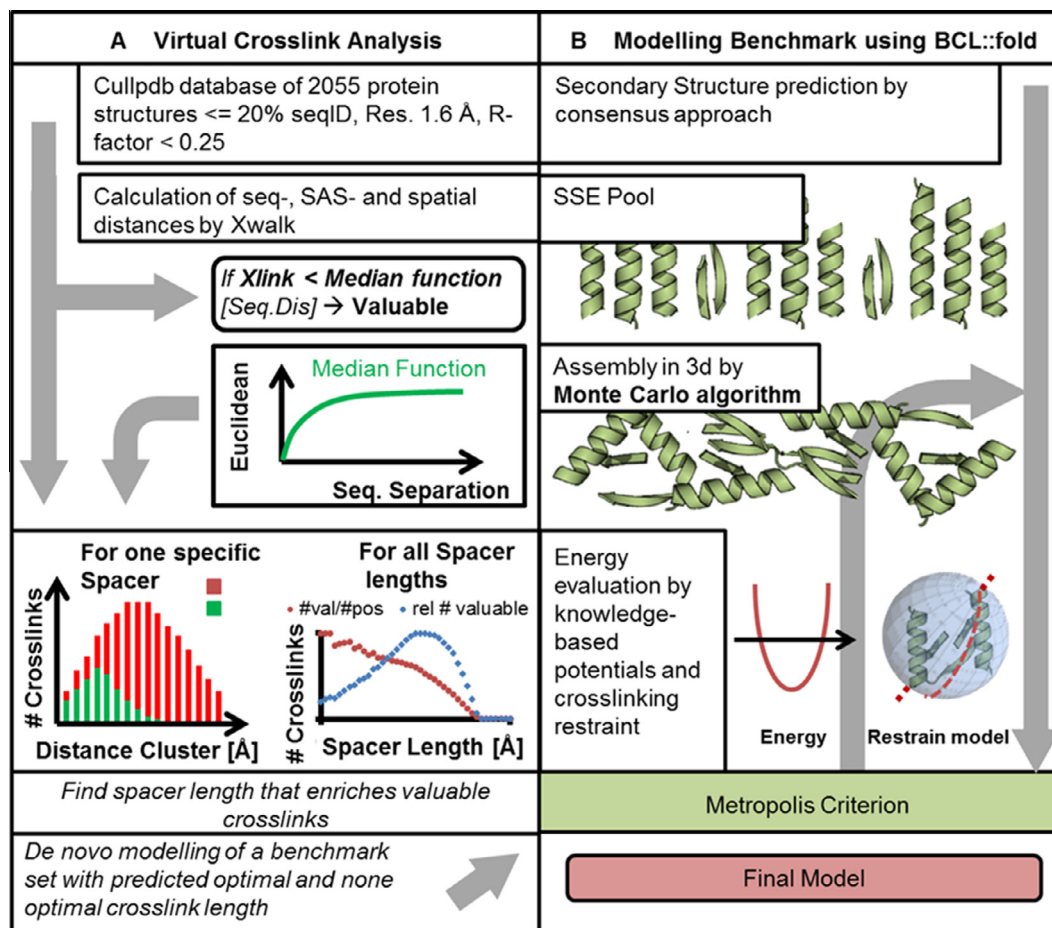 A Virtual Crosslink Analysis
Cullpdb database of 2055 protein
structures <= 20% seqID, Res. 1.6 Å, R-
factor < 0.25
Calculation of seq-, SAS- and spatial
distances by Xwalk
If Xlink < Median function
[Seq.Dis] → Valuable
Median Function
Euclidean
Seq. Separation
For one specific
Spacer
# Crosslinks
Distance Cluster [Å]
For all Spacer
lengths
#val/#pos rel # valuable
# Crosslinks
Spacer Length [Å]
Find spacer length that enriches valuable
crosslinks
De novo modelling of a benchmark
set with predicted optimal and none
optimal crosslink length
B Modelling Benchmark using BCL::fold
Secondary Structure prediction by
consensus approach
SSE Pool
Assembly in 3d by
Monte Carlo algorithm
Energy
evaluation by
knowledge-
based
potentials and
crosslinking
restraint
Energy
Restrain model
Metropolis Criterion
Final Model